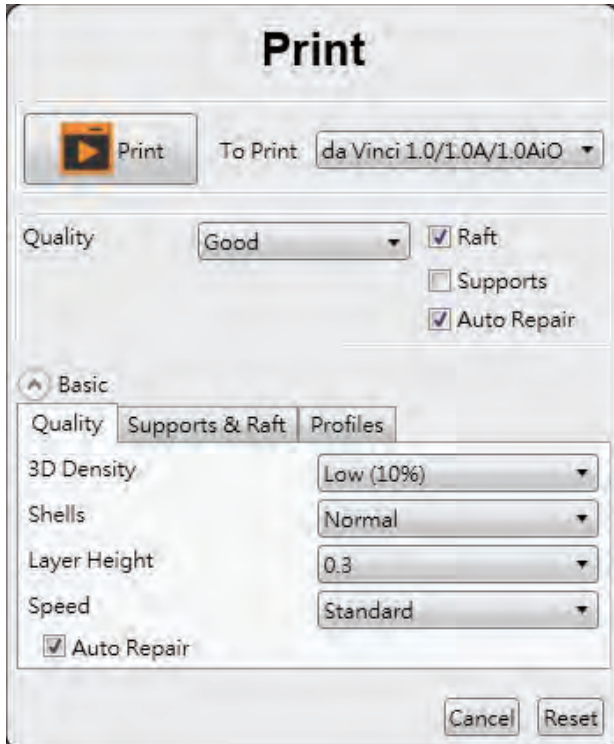 Print
Print To Print da Vinci 1.0/1.0A/1.0AiO
Quality Good Raft
Supports
Auto Repair
Basic
Quality Supports & Raft Profiles
3D Density Low (10%)
Shells Normal
Layer Height 0.3
Speed Standard
Auto Repair
Cancel Reset